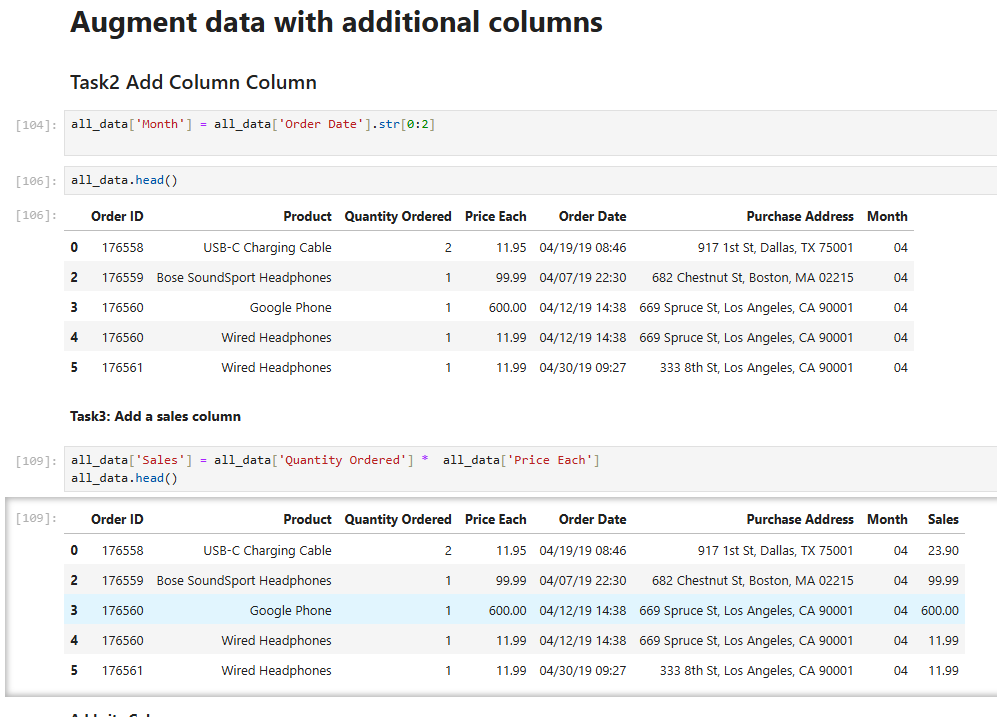 Augment data with additional columns
Task2 Add Column Column
[104]: all_data['Month'] = all_data['Order Date'].str[0:2]
[106]: all_data.head()
[106]: Order ID Product Quantity Ordered Price Each Order Date Purchase Address Month
0 176558 USB-C Charging Cable 2 11.95 04/19/19 08:46 917 1st St, Dallas, TX 75001 04
2 176559 Bose SoundSport Headphones 1 99.99 04/07/19 22:30 682 Chestnut St, Boston, MA 02215 04
3 176560 Google Phone 1 600.00 04/12/19 14:38 669 Spruce St, Los Angeles, CA 90001 04
4 176560 Wired Headphones 1 11.99 04/12/19 14:38 669 Spruce St, Los Angeles, CA 90001 04
5 176561 Wired Headphones 1 11.99 04/30/19 09:27 333 8th St, Los Angeles, CA 90001 04
Task3: Add a sales column
[109]: all_data['Sales'] = all_data['Quantity Ordered'] *  all_data['Price Each']
all_data.head()
[109]: Order ID Product Quantity Ordered Price Each Order Date Purchase Address Month Sales
0 176558 USB-C Charging Cable 2 11.95 04/19/19 08:46 917 1st St, Dallas, TX 75001 04 23.90
2 176559 Bose SoundSport Headphones 1 99.99 04/07/19 22:30 682 Chestnut St, Boston, MA 02215 04 99.99
3 176560 Google Phone 1 600.00 04/12/19 14:38 669 Spruce St, Los Angeles, CA 90001 04 600.00
4 176560 Wired Headphones 1 11.99 04/12/19 14:38 669 Spruce St, Los Angeles, CA 90001 04 11.99
5 176561 Wired Headphones 1 11.99 04/30/19 09:27 333 8th St, Los Angeles, CA 90001 04 11.99